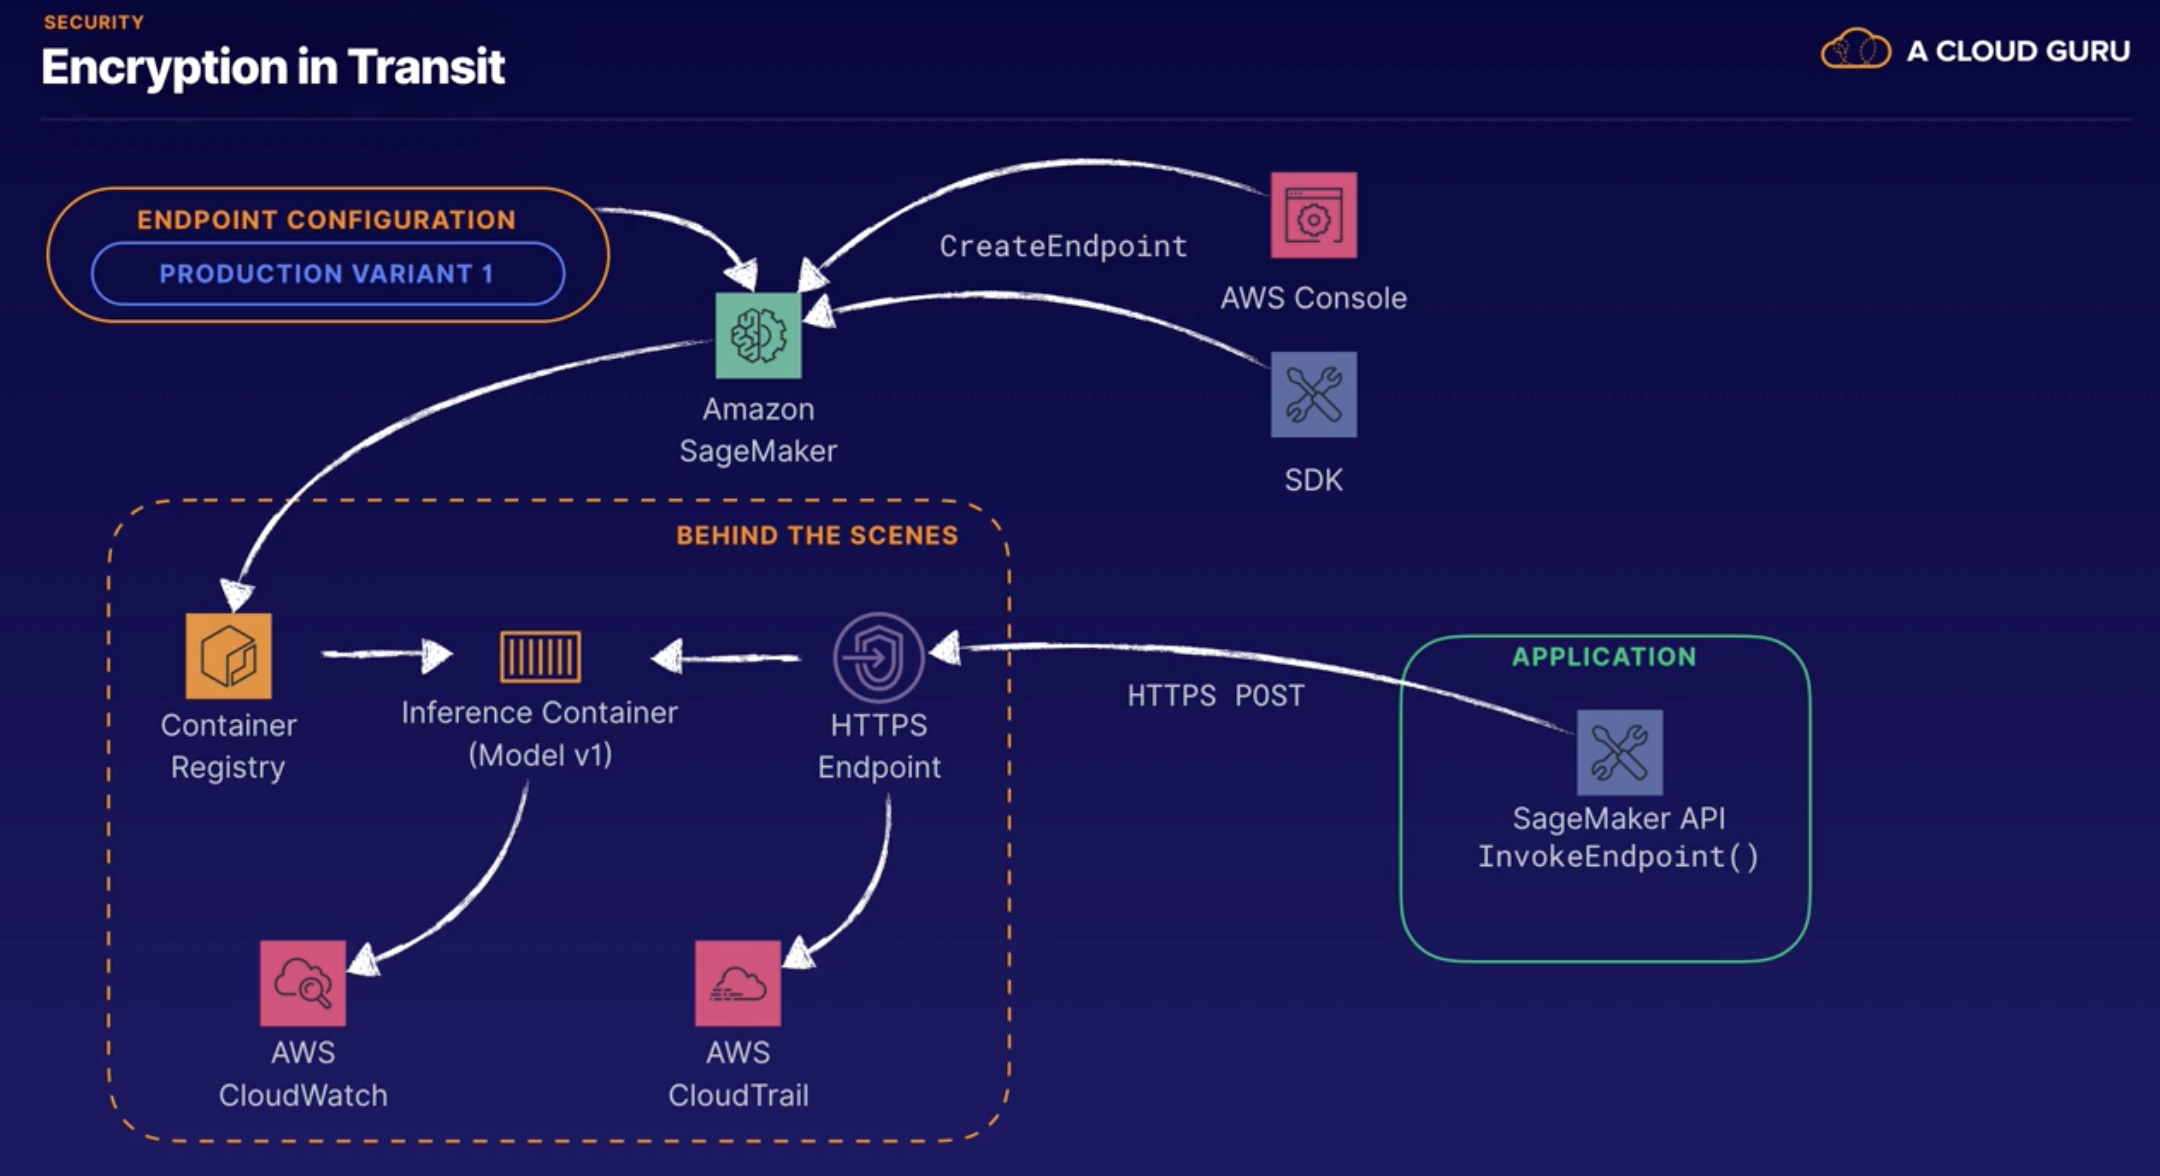 SECURITY
Encryption in Transit
A CLOUD GURU
ENDPOINT CONFIGURATION
PRODUCTION VARIANT 1
CreateEndpoint
AWS Console
Amazon
SageMaker
SDK
BEHIND THE SCENES
Container
Registry
Inference Container
(Model v1)
HTTPS
Endpoint
HTTPS POST
APPLICATION
SageMaker API
InvokeEndpoint()
AWS
CloudWatch
AWS
CloudTrail